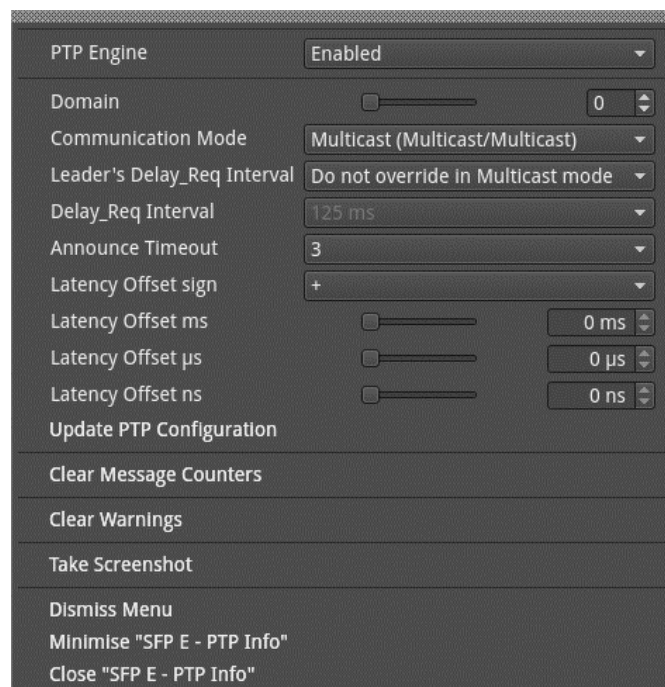 PTP Engine Enabled
Domain 0
Communication Mode Multicast (Multicast/Multicast)
Leader's Delay_Req Interval Do not override in Multicast mode
Delay_Req Interval 125 ms
Announce Timeout 3
Latency Offset sign +
Latency Offset ms 0 ms
Latency Offset µs 0 µs
Latency Offset ns 0 ns
Update PTP Configuration
Clear Message Counters
Clear Warnings
Take Screenshot
Dismiss Menu
Minimise "SFP E - PTP Info"
Close "SFP E - PTP Info"